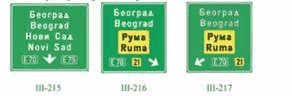 Београд
Beograd
Нови Сад
Novi Sad
E 70 E 75
III-215
Београд
Beograd
Рума
Ruma
E 70 21
III-216
Београд
Beograd
Рума
Ruma
E 70 21
III-217